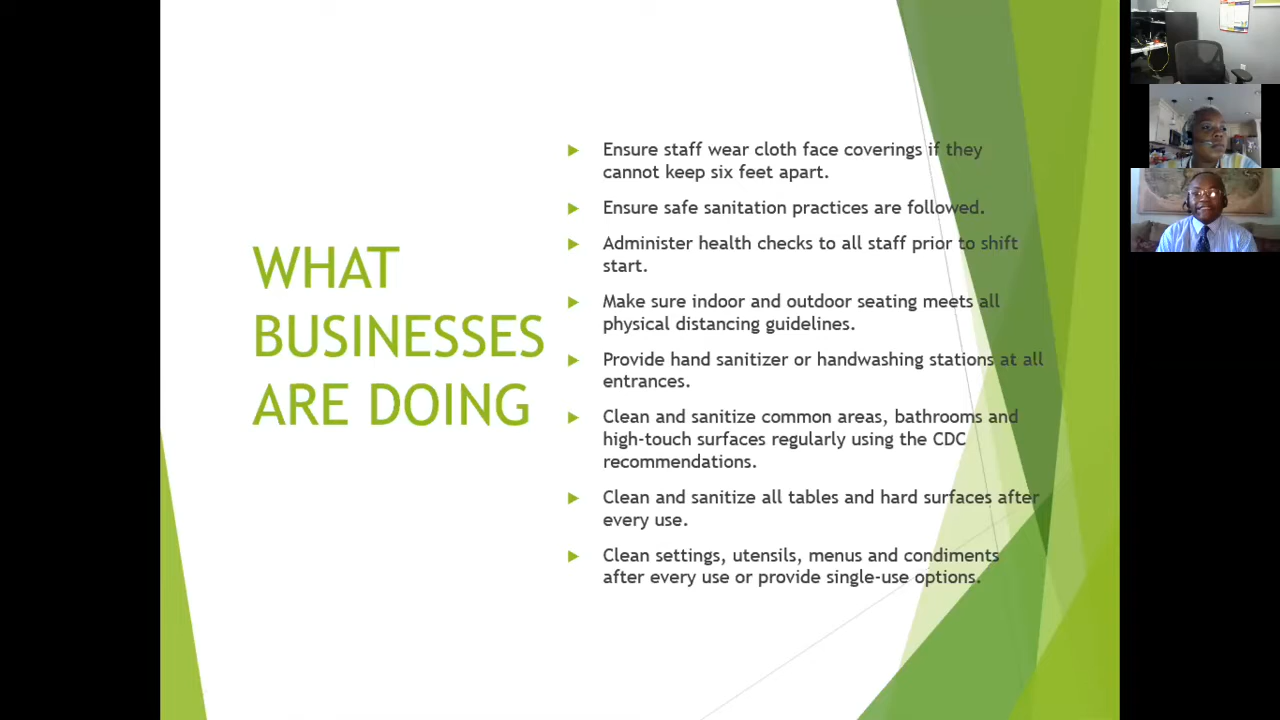 WHAT
BUSINESSES
ARE DOING
Ensure staff wear cloth face coverings if they
cannot keep six feet apart.
Ensure safe sanitation practices are followed.
Administer health checks to all staff prior to shift
start.
Make sure indoor and outdoor seating meets all
physical distancing guidelines.
Provide hand sanitizer or handwashing stations at all
entrances.
Clean and sanitize common areas, bathrooms and
high-touch surfaces regularly using the CDC
recommendations.
Clean and sanitize all tables and hard surfaces after
every use.
Clean settings, utensils, menus and condiments
after every use or provide single-use options.